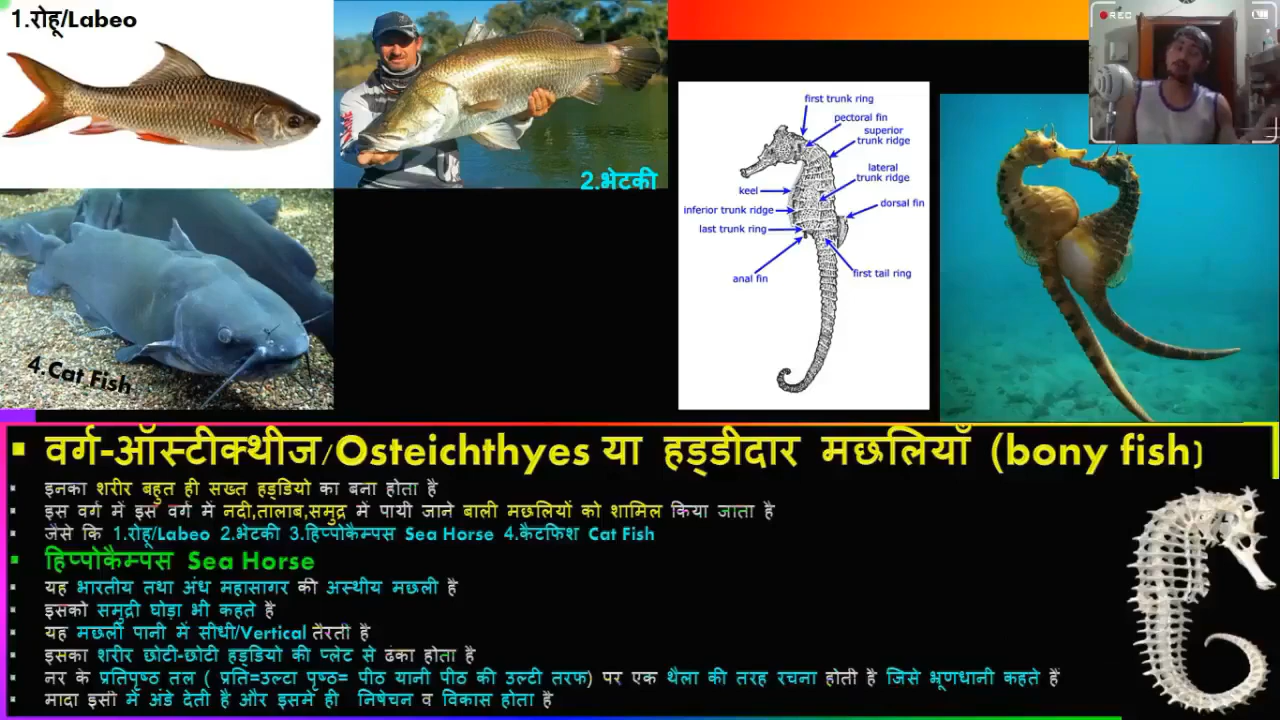 1.रोहू/Labeo
2.भेटकी
4.Cat Fish
REC
first trunk ring
pectoral fin
superior
trunk ridge
lateral
trunk ridge
keel
dorsal fin
inferior trunk ridge
last trunk ring
anal fin
first tail ring
वर्ग-ऑस्टीक्थीज/Osteichthyes या हड्डीदार मछलियाँ (bony fish)
इनका शरीर बहुत ही सख्त हड्डियो का बना होता है
इस वर्ग में इस वर्ग में नदी,तालाब,समुद्र में पायी जाने बाली मछलियों को शामिल किया जाता है
जैसे कि 1.रोहू/Labeo 2.भेटकी 3.हिप्पोकैम्पस Sea Horse 4.कैटफिश Cat Fish
हिप्पोकैम्पस Sea Horse
यह भारतीय तथा अंध महासागर की अस्थीय मछली है
इसको समुद्री घोड़ा भी कहते है
यह मछली पानी में सीधी/Vertical तैरती है
इसका शरीर छोटी-छोटी हड्डियो की प्लेट से ढंका होता है
नर के प्रतिपृष्ठ तल ( प्रति=उल्टा पृष्ठ= पीठ यानी पीठ की उल्टी तरफ) पर एक थैला की तरह रचना होती है जिसे भ्रूणधानी कहते हैं
मादा इसी में अंडे देती है और इसमें ही निषेचन व विकास होता है